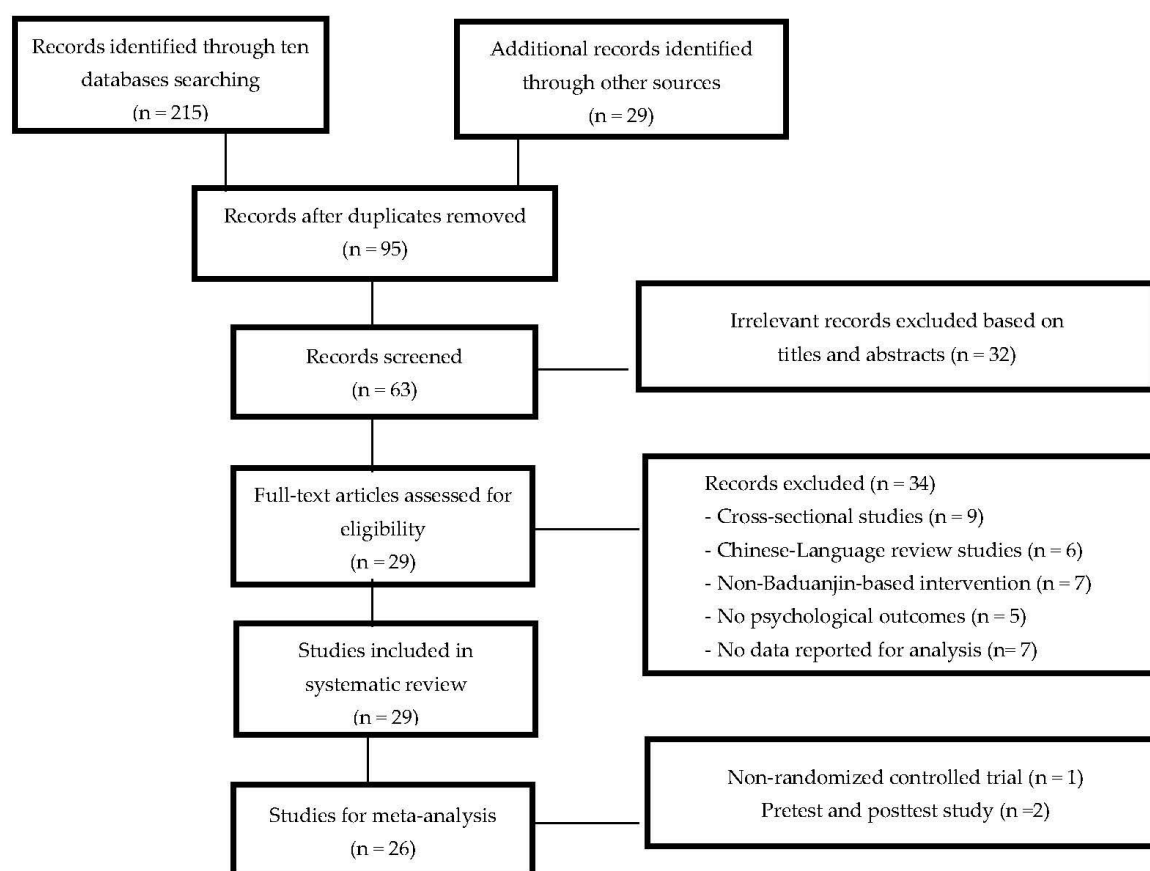 Records identified through ten
databases searching
(n = 215)
Additional records identified
through other sources
(n = 29)
Records after duplicates removed
(n = 95)
Records screened
(n = 63)
Irrelevant records excluded based on
titles and abstracts (n = 32)
Full-text articles assessed for
eligibility
(n = 29)
Records excluded (n = 34)
- Cross-sectional studies (n = 9)
- Chinese-Language review studies (n = 6)
- Non-Baduanjin-based intervention (n = 7)
- No psychological outcomes (n = 5)
- No data reported for analysis (n= 7)
Studies included in
systematic review
(n = 29)
Studies for meta-analysis
(n = 26)
Non-randomized controlled trial (n = 1)
Pretest and posttest study (n =2)